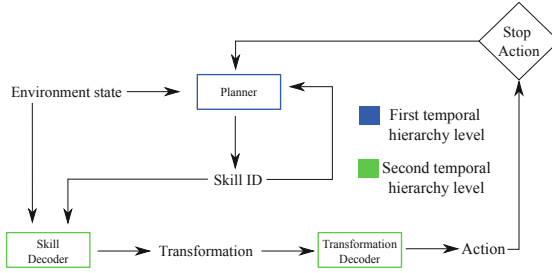 Stop
Action
Environment state
Planner
First temporal
hierarchy level
Second temporal
hierarchy level
Skill ID
Skill
Decoder
Transformation
Transformation
Decoder
Action